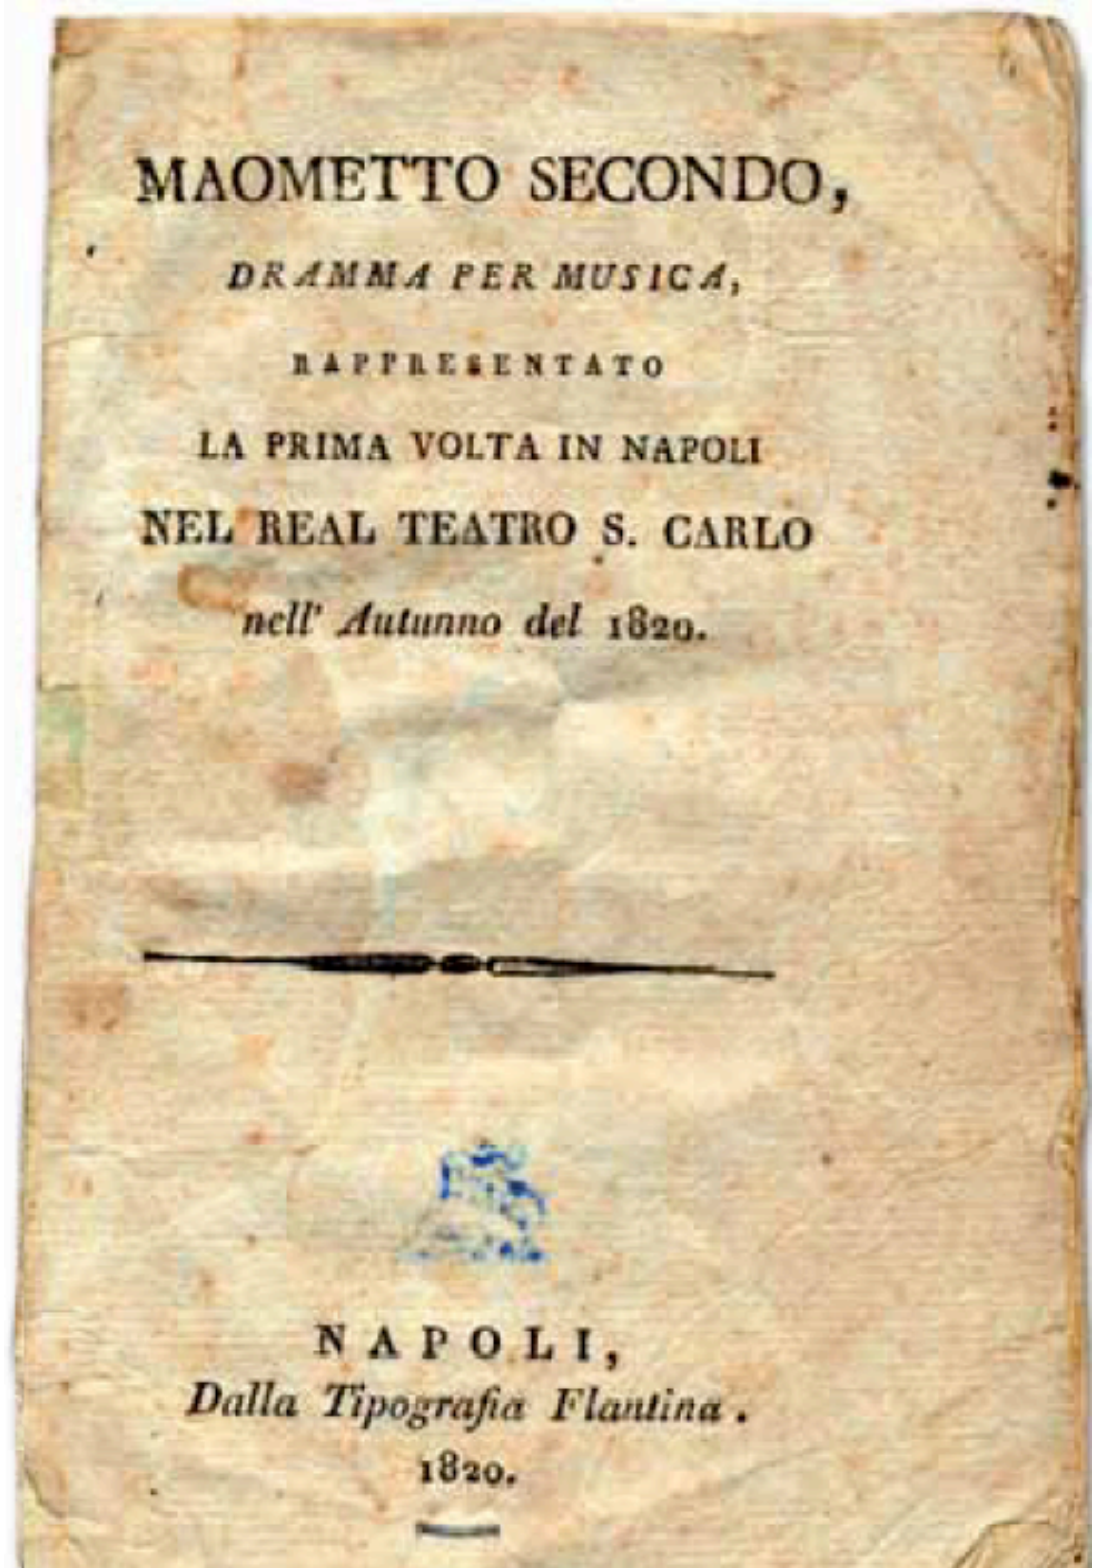 MAOMETTO SECONDO,
DRAMMA PER MUSICA,
RAPPRESENTATO
LA PRIMA VOLTA IN NAPOLI
NEL REAL TEATRO S. CARLO
nell' Autunno del 1820.
NAPOLI,
Dalla Tipografia Flautina.
1820.